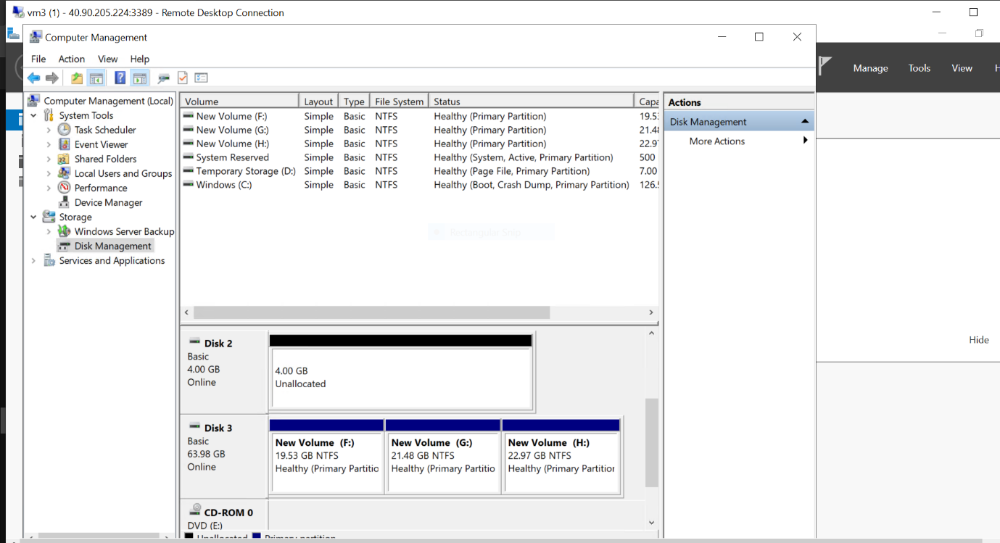 vm3 (1) - 40.90.205.224:3389 - Remote Desktop Connection
Computer Management
File Action View Help
Manage Tools View H
Computer Management (Local)
System Tools
Task Scheduler
Event Viewer
Shared Folders
Local Users and Groups
Performance
Device Manager
Storage
Windows Server Backup
Disk Management
Services and Applications
Volume Layout Type File System Status Capa
New Volume (F:) Simple Basic NTFS Healthy (Primary Partition) 19.5
New Volume (G:) Simple Basic NTFS Healthy (Primary Partition) 21.4
New Volume (H:) Simple Basic NTFS Healthy (Primary Partition) 22.9
System Reserved Simple Basic NTFS Healthy (System, Active, Primary Partition) 500
Temporary Storage (D:) Simple Basic NTFS Healthy (Page File, Primary Partition) 7.00
Windows (C:) Simple Basic NTFS Healthy (Boot, Crash Dump, Primary Partition) 126.
Rectangular Snip
Actions
Disk Management
More Actions
Hide
Disk 2
Basic
4.00 GB
Online
4.00 GB
Unallocated
Disk 3
Basic
63.98 GB
Online
New Volume (F:)
19.53 GB NTFS
Healthy (Primary Partitio
New Volume (G:)
21.48 GB NTFS
Healthy (Primary Partitio
New Volume (H:)
22.97 GB NTFS
Healthy (Primary Partition
CD-ROM 0
DVD (E:)
Unallocated Primary partition